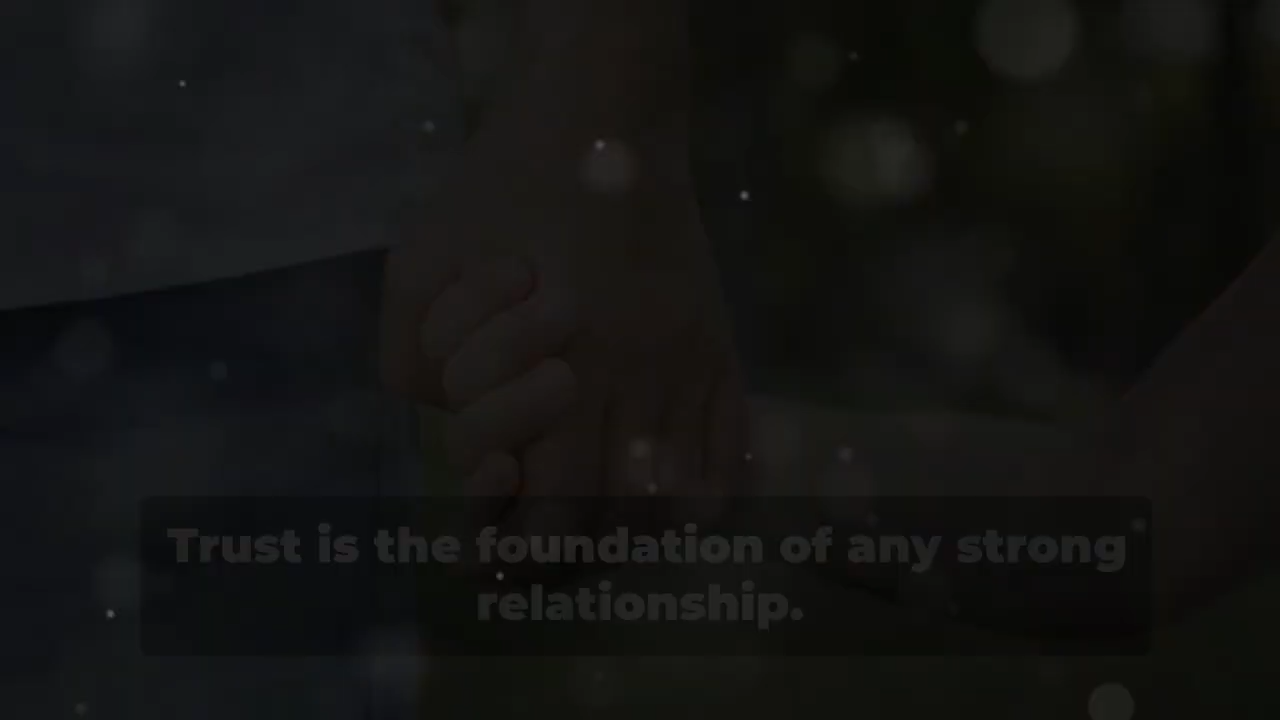 Trust is the foundation of any strong
relationship.